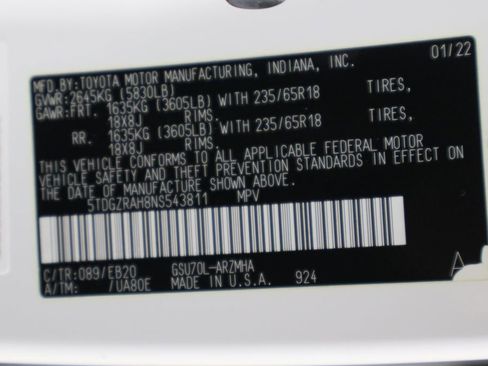 MFD.BY:TOYOTA MOTOR MANUFACTURING, INDIANA, INC. 01/22
GVWR:2645KG (5830LB)
GAWR:FRT. 1635KG (3605LB) WITH 235/65R18 TIRES,
18X8J RIMS.
RR. 1635KG (3605LB) WITH 235/65R18 TIRES,
18X8J RIMS.
THIS VEHICLE CONFORMS TO ALL APPLICABLE FEDERAL MOTOR
VEHICLE SAFETY AND THEFT PREVENTION STANDARDS IN EFFECT ON
THE DATE OF MANUFACTURE SHOWN ABOVE.
5TDGZRAH8NS543811 MPV
C/TR:089/EB20 GSU70L-ARZMHA A
A/TM: /UA80E MADE IN U.S.A. 924